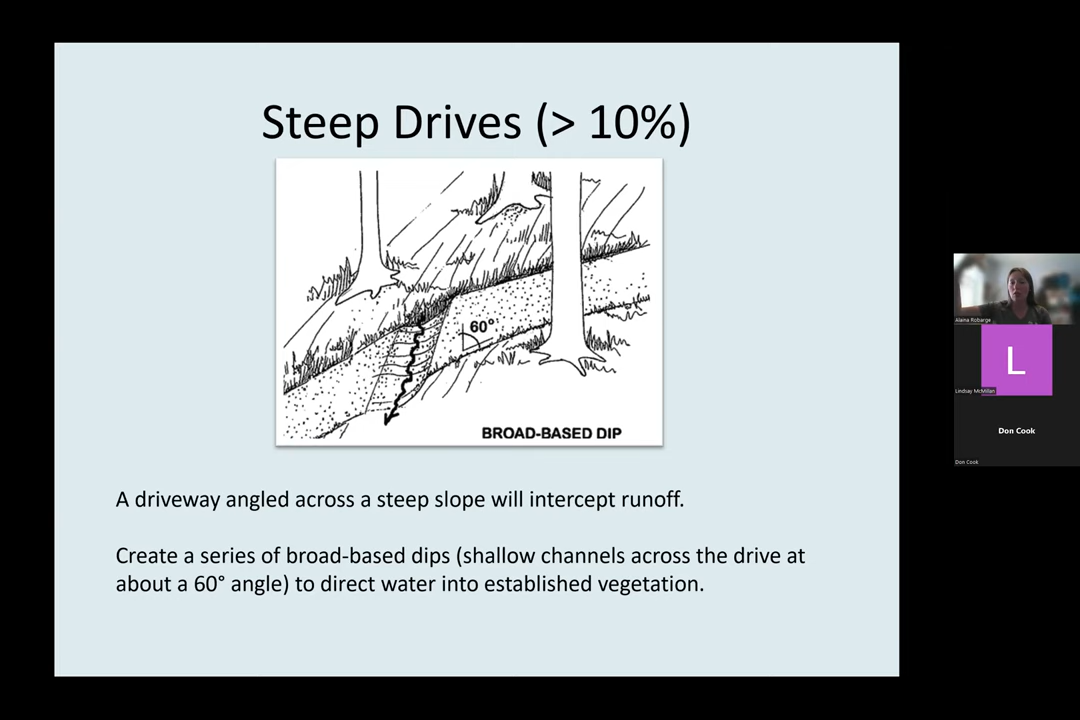 Steep Drives (> 10%)
60°
BROAD-BASED DIP
A driveway angled across a steep slope will intercept runoff.
Create a series of broad-based dips (shallow channels across the drive at
about a 60° angle) to direct water into established vegetation.
Alaina Robarge
L
Lindsay McMillan
Don Cook
Don Cook